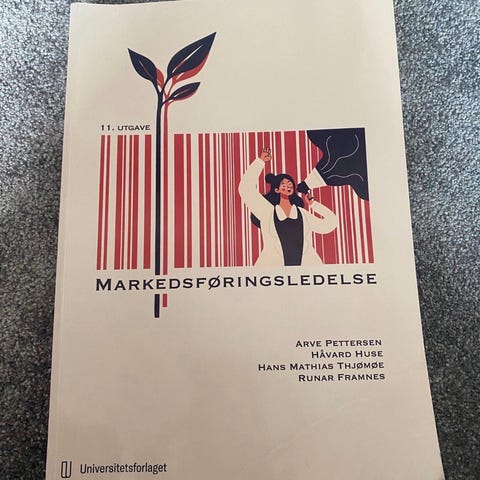 11. UTGAVE
MARKEDSFØRINGSLEDELSE
ARVE PETTERSEN
HÅVARD HUSE
HANS MATHIAS THJØMØE
RUNAR FRAMNES
Universitetsforlaget